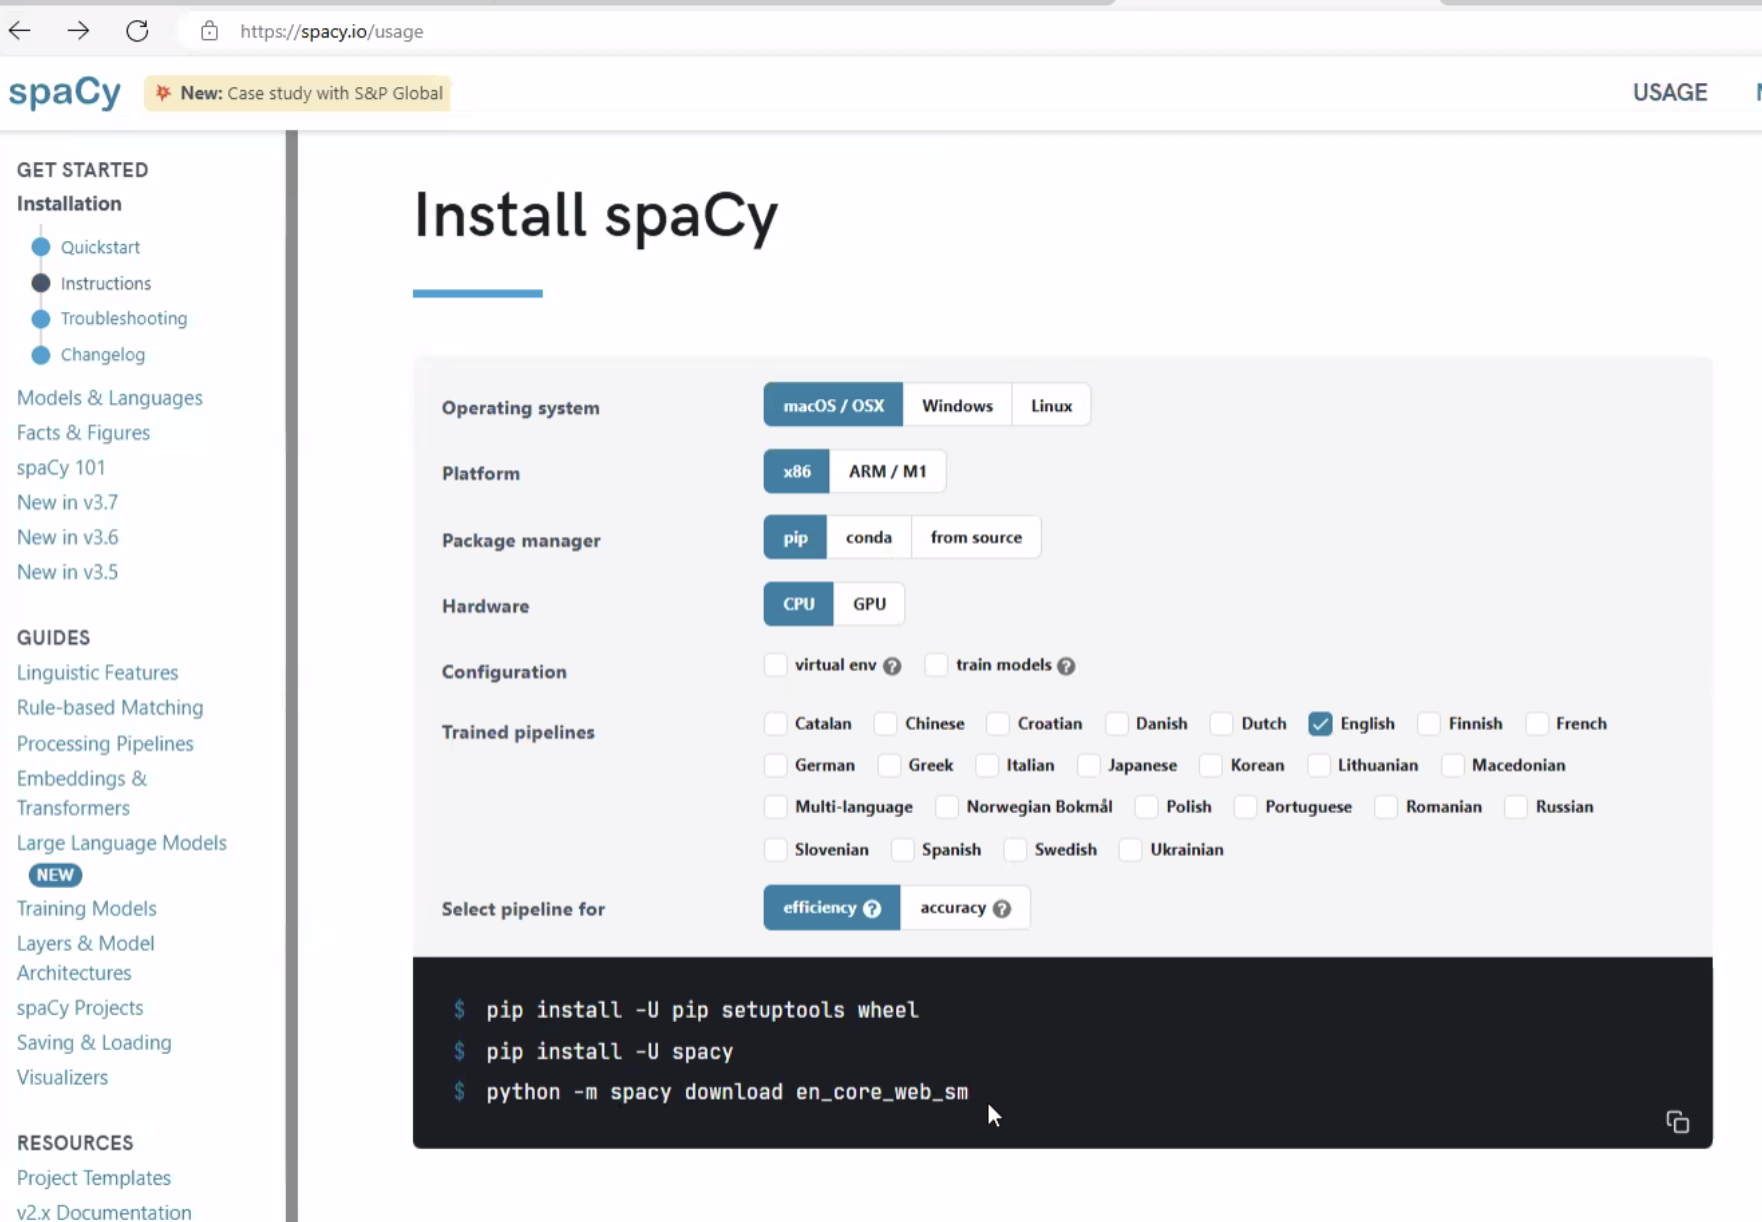 https://spacy.io/usage
spaCy
New: Case study with S&P Global
USAGE
GET STARTED
Installation
Quickstart
Instructions
Troubleshooting
Changelog
Models & Languages
Facts & Figures
spaCy 101
New in v3.7
New in v3.6
New in v3.5
GUIDES
Linguistic Features
Rule-based Matching
Processing Pipelines
Embeddings &
Transformers
Large Language Models
NEW
Training Models
Layers & Model
Architectures
spaCy Projects
Saving & Loading
Visualizers
RESOURCES
Project Templates
v2.x Documentation
Install spaCy
Operating system macOS / OSX Windows Linux
Platform x86 ARM / M1
Package manager pip conda from source
Hardware CPU GPU
Configuration virtual env ? train models ?
Trained pipelines Catalan Chinese Croatian Danish Dutch English Finnish French
German Greek Italian Japanese Korean Lithuanian Macedonian
Multi-language Norwegian Bokmål Polish Portuguese Romanian Russian
Slovenian Spanish Swedish Ukrainian
Select pipeline for efficiency ? accuracy ?
$ pip install -U pip setuptools wheel
$ pip install -U spacy
$ python -m spacy download en_core_web_sm